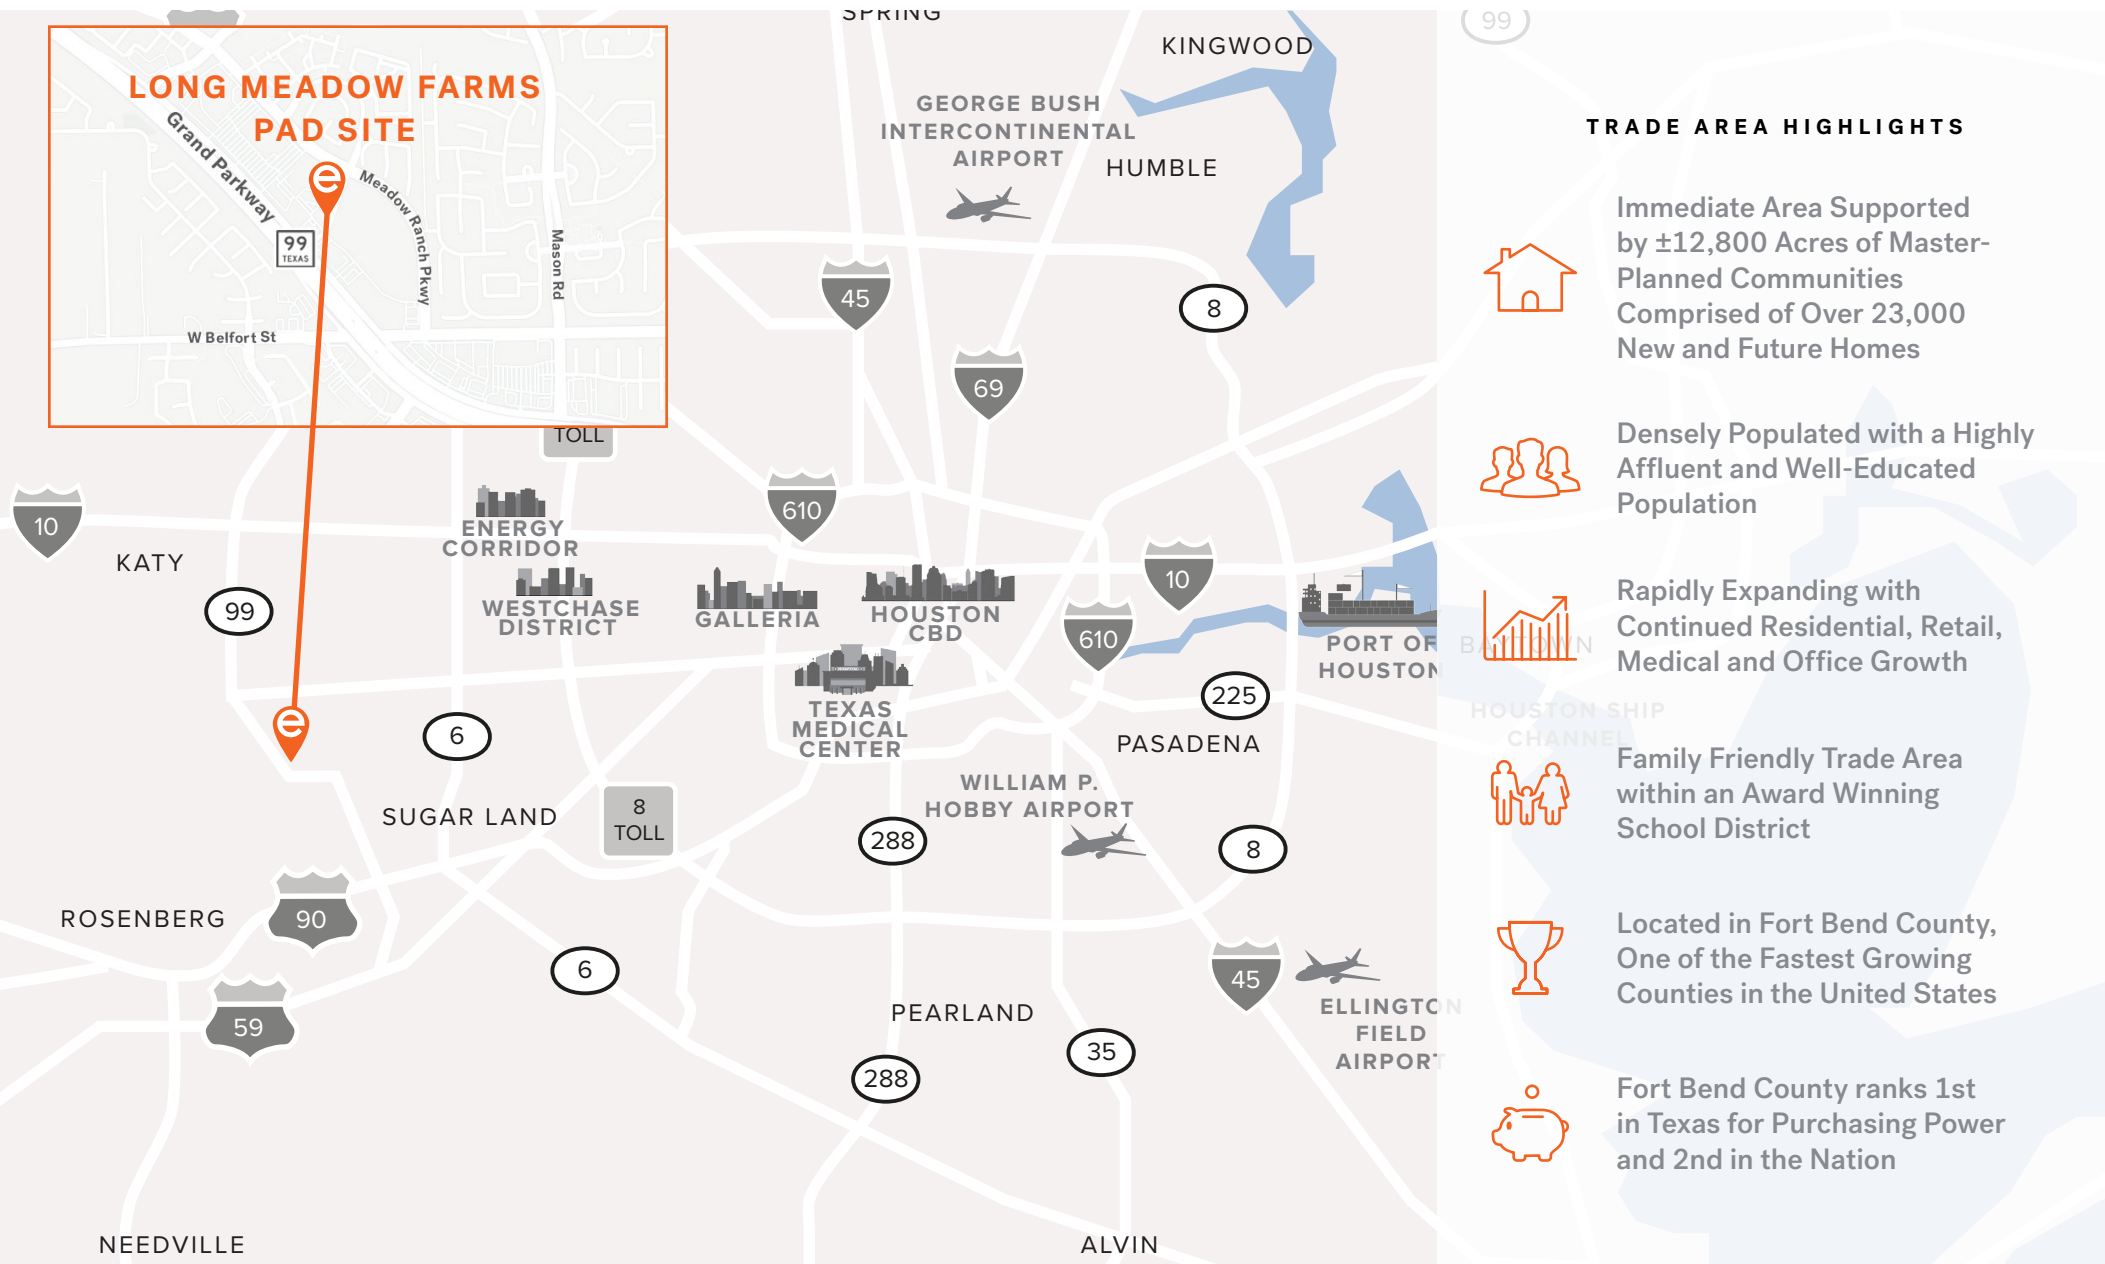 SPRING
KINGWOOD
99
LONG MEADOW FARMS
PAD SITE
Grand Parkway
e
Meadow Ranch Pkwy
99
TEXAS
Mason Rd
W Belfort St
GEORGE BUSH
INTERCONTINENTAL
AIRPORT
HUMBLE
45
8
69
TOLL
10
610
ENERGY
CORRIDOR
KATY
10
99
WESTCHASE
DISTRICT
GALLERIA
HOUSTON
CBD
610
PORT OF
HOUSTON
BAYTOWN
225
HOUSTON SHIP
CHANNEL
e
6
TEXAS
MEDICAL
CENTER
PASADENA
WILLIAM P.
HOBBY AIRPORT
SUGAR LAND
8
TOLL
288
8
ROSENBERG
90
6
45
59
PEARLAND
ELLINGTON
FIELD
AIRPORT
35
288
NEEDVILLE
ALVIN
TRADE AREA HIGHLIGHTS
Immediate Area Supported
by ±12,800 Acres of Master-
Planned Communities
Comprised of Over 23,000
New and Future Homes
Densely Populated with a Highly
Affluent and Well-Educated
Population
Rapidly Expanding with
Continued Residential, Retail,
Medical and Office Growth
Family Friendly Trade Area
within an Award Winning
School District
Located in Fort Bend County,
One of the Fastest Growing
Counties in the United States
Fort Bend County ranks 1st
in Texas for Purchasing Power
and 2nd in the Nation